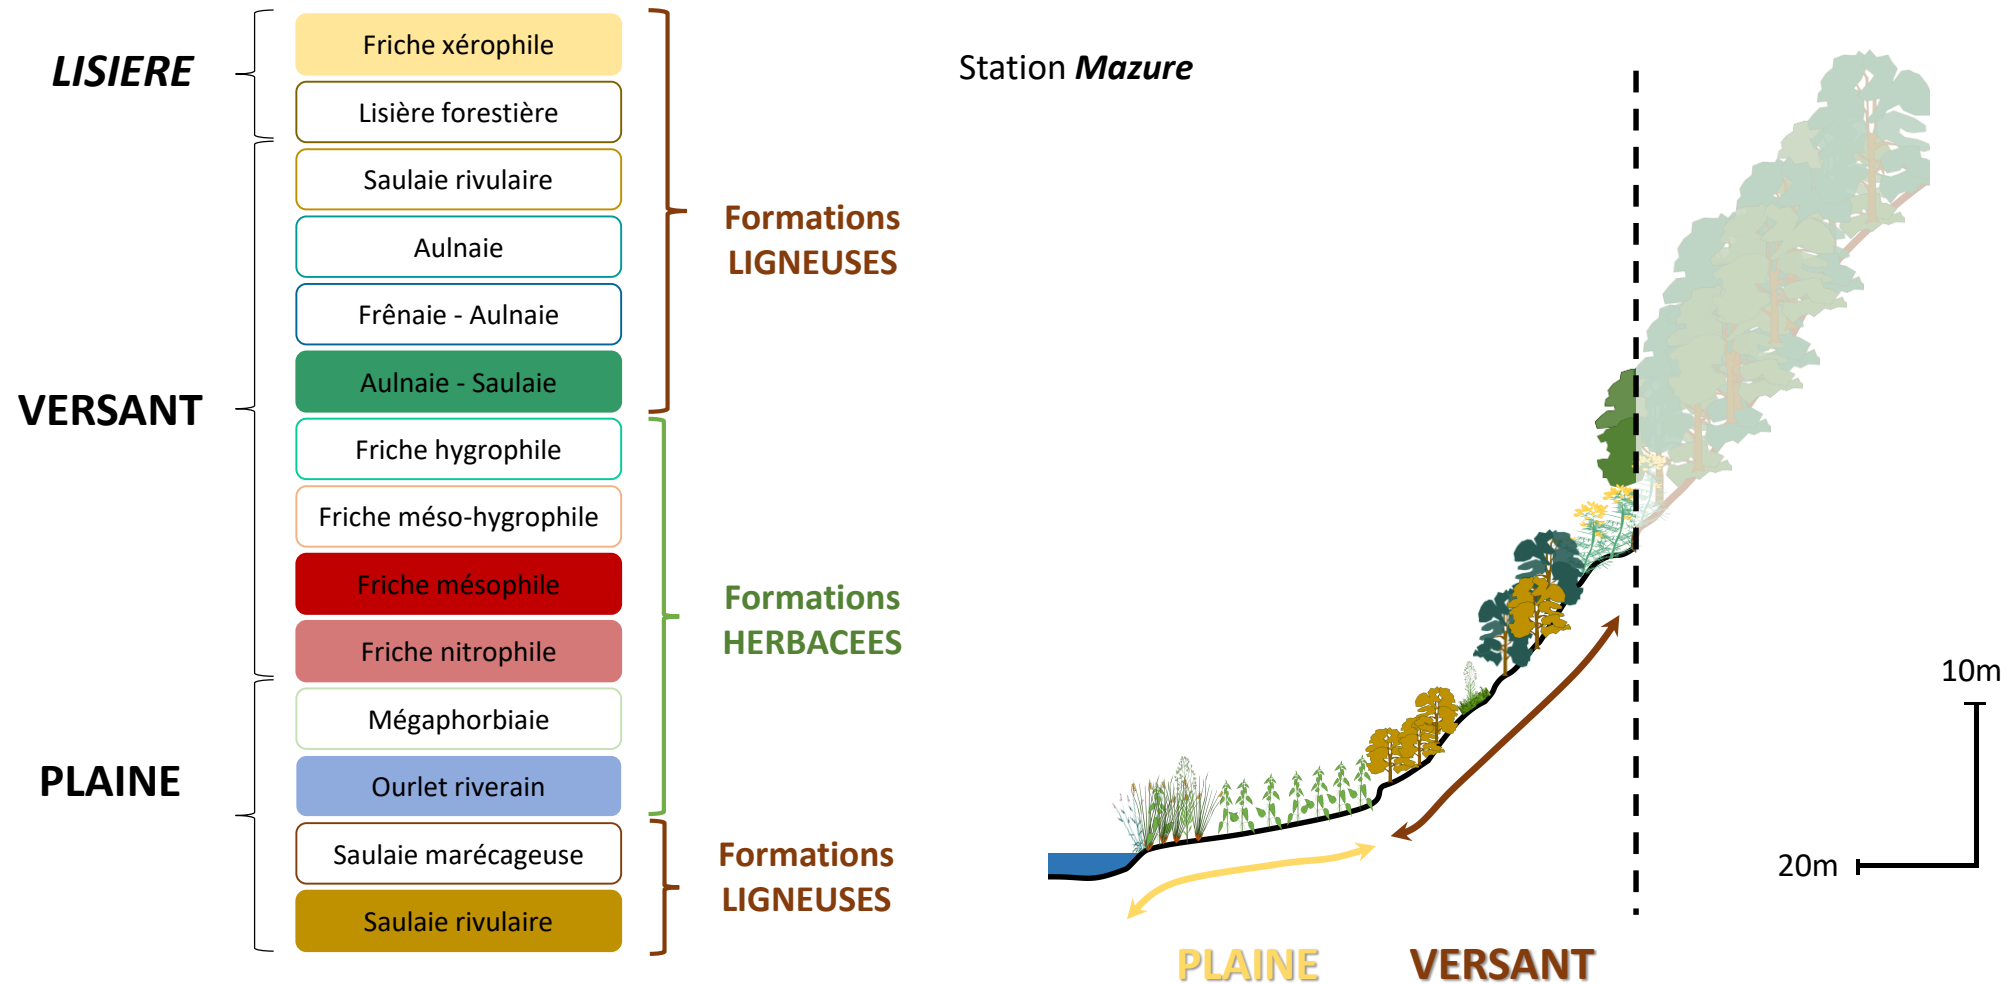 LISIERE
VERSANT
PLAINE
Friche xérophile
Lisière forestière
Saulaie rivulaire
Aulnaie
Frênaie - Aulnaie
Aulnaie - Saulaie
Friche hygrophile
Friche méso-hygrophile
Friche mésophile
Friche nitrophile
Mégaphorbiaie
Ourlet riverain
Saulaie marécageuse
Saulaie rivulaire
Formations
LIGNEUSES
Formations
HERBACEES
Formations
LIGNEUSES
Station Mazure
10m
20m
PLAINE
VERSANT